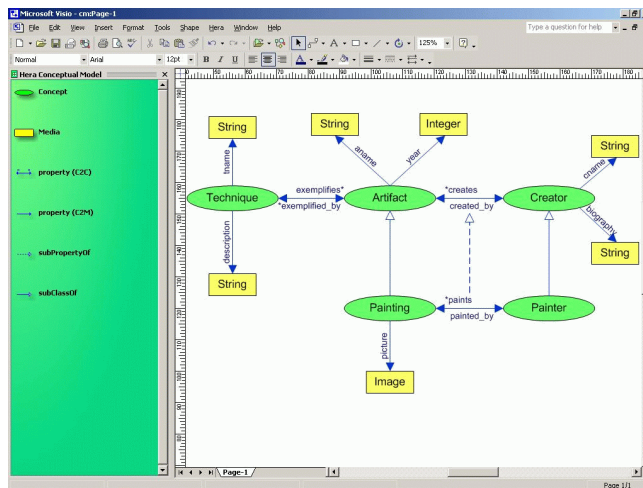 Microsoft Visio - cm:Page-1
File Edit View Insert Format Tools Shape Hera Window Help
Type a question for help
125%
Normal Arial 12pt B I U
Hera Conceptual Model
Concept
Media
property (C2C)
property (C2M)
subPropertyOf
subClassOf
String
String
Integer
String
tname
aname
year
cname
Technique
exemplifies*
*exemplified_by
Artifact
*creates
created_by
Creator
description
biography
String
String
Painting
*paints
painted_by
Painter
picture
Image
Page-1
Page 1/1